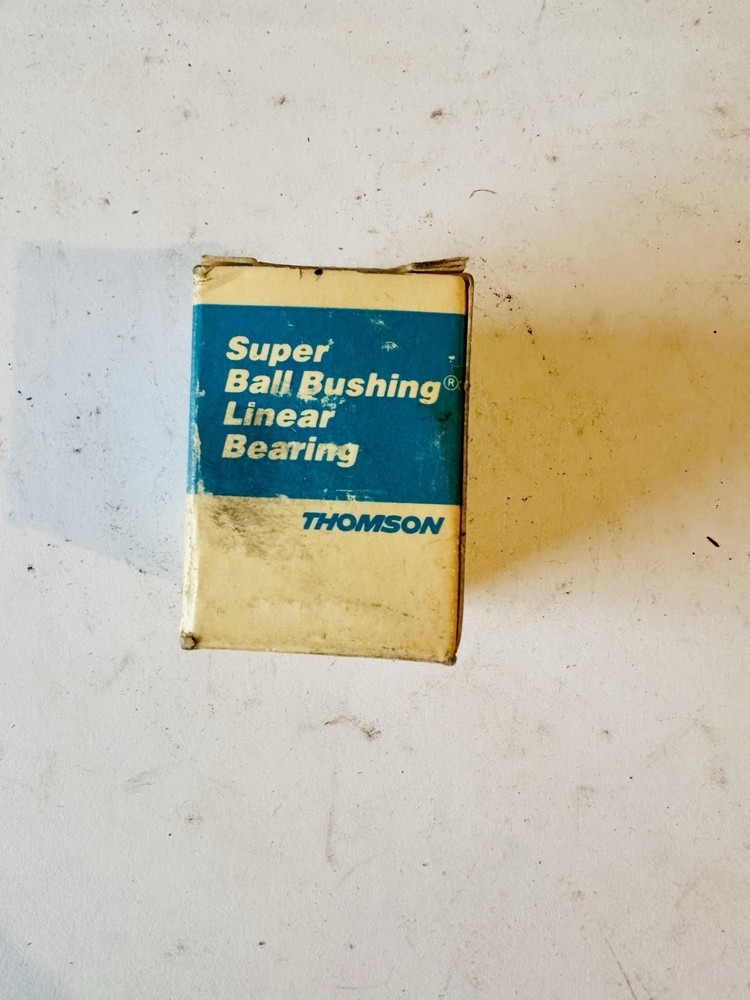 Super
Ball Bushing®
Linear
Bearing
THOMSON